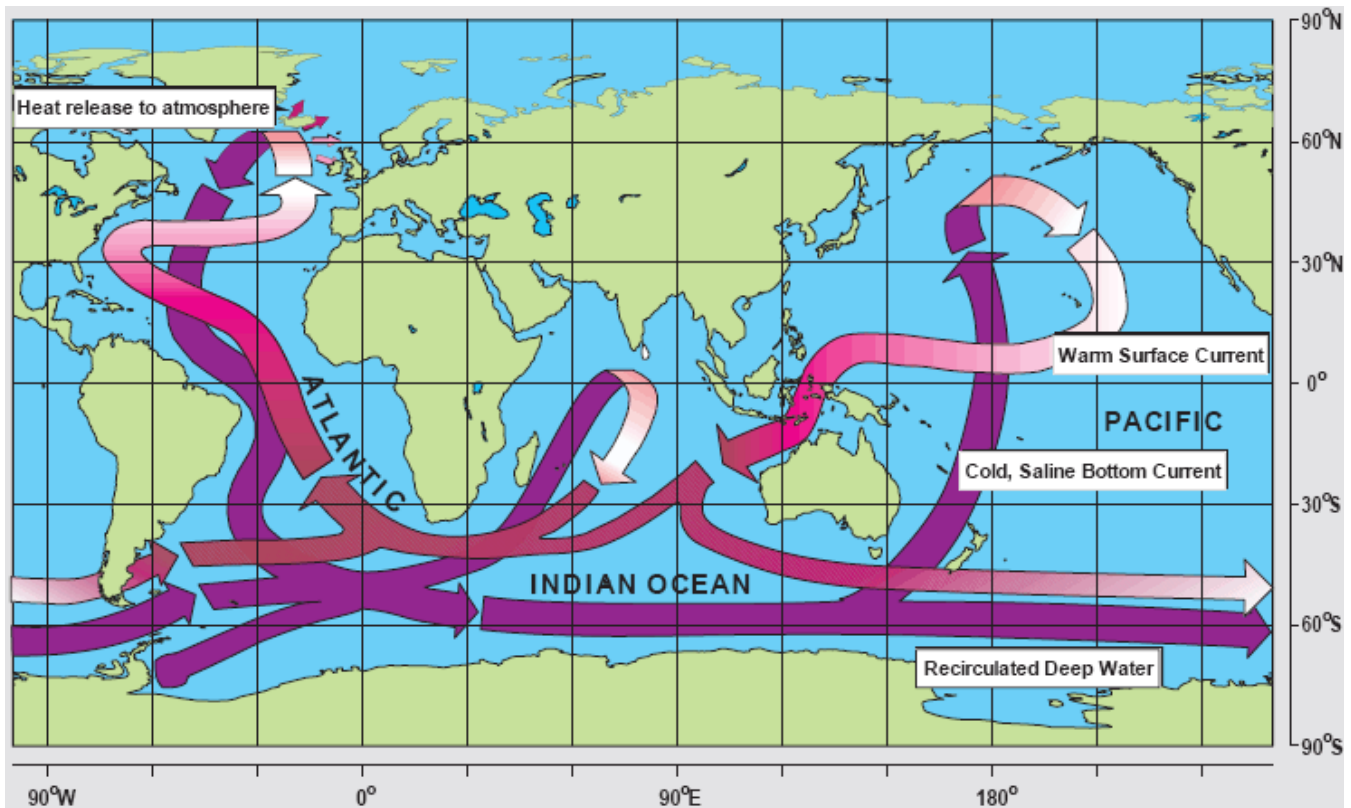 90°N
Heat release to atmosphere
60°N
30°N
Warm Surface Current
0°
ATLANTIC
PACIFIC
Cold, Saline Bottom Current
30°S
INDIAN OCEAN
60°S
Recirculated Deep Water
90°S
90°W 0° 90°E 180°